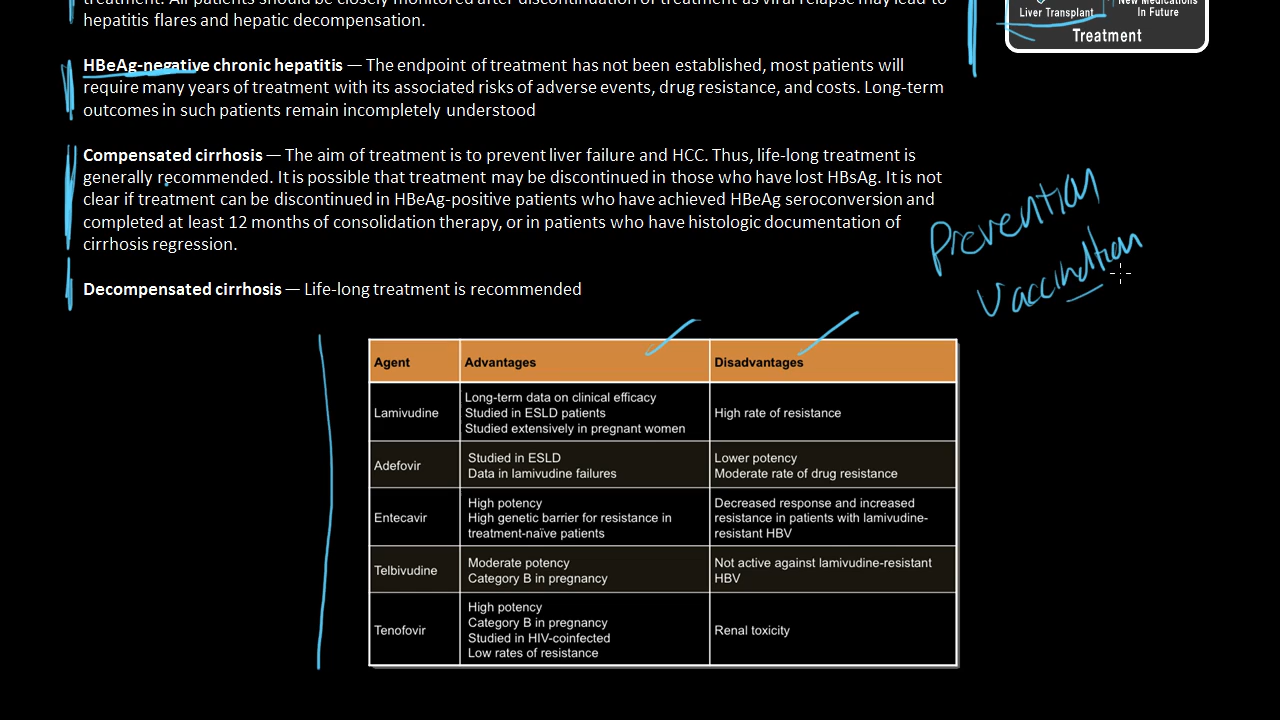 treatment. All patients should be closely monitored after discontinuation of treatment as viral relapse may lead to
hepatitis flares and hepatic decompensation.
Liver Transplant
New Medications
In Future
Treatment
HBeAg-negative chronic hepatitis — The endpoint of treatment has not been established, most patients will
require many years of treatment with its associated risks of adverse events, drug resistance, and costs. Long-term
outcomes in such patients remain incompletely understood
Compensated cirrhosis — The aim of treatment is to prevent liver failure and HCC. Thus, life-long treatment is
generally recommended. It is possible that treatment may be discontinued in those who have lost HBsAg. It is not
clear if treatment can be discontinued in HBeAg-positive patients who have achieved HBeAg seroconversion and
completed at least 12 months of consolidation therapy, or in patients who have histologic documentation of
cirrhosis regression.
Decompensated cirrhosis — Life-long treatment is recommended
Prevention
Agent
Advantages
Disadvantages
Lamivudine
Long-term data on clinical efficacy
Studied in ESLD patients
Studied extensively in pregnant women
High rate of resistance
Adefovir
Studied in ESLD
Data in lamivudine failures
Lower potency
Moderate rate of drug resistance
Entecavir
High potency
High genetic barrier for resistance in
treatment-naïve patients
Decreased response and increased
resistance in patients with lamivudine-
resistant HBV
Telbivudine
Moderate potency
Category B in pregnancy
Not active against lamivudine-resistant
HBV
Tenofovir
High potency
Category B in pregnancy
Studied in HIV-coinfected
Low rates of resistance
Renal toxicity